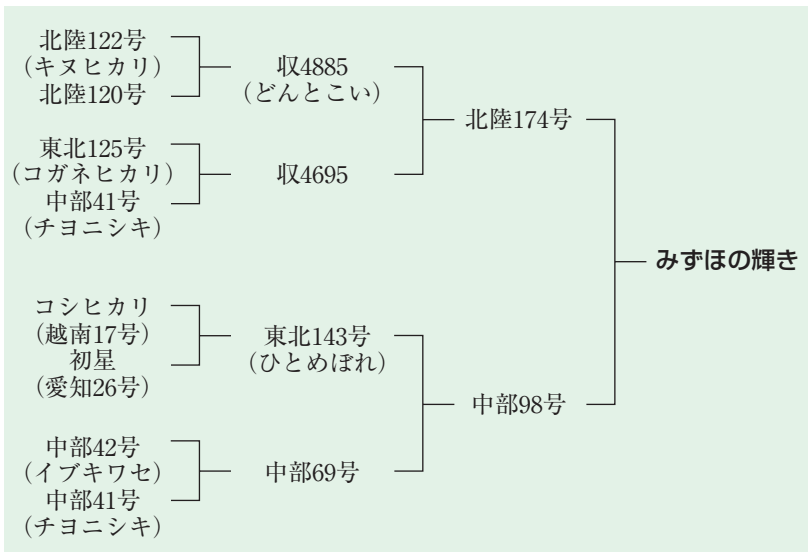 北陸122号
（キヌヒカリ）
北陸120号
収4885
（どんとこい）
東北125号
（コガネヒカリ）
中部41号
（チヨニシキ）
収4695
北陸174号
コシヒカリ
（越南17号）
初星
（愛知26号）
東北143号
（ひとめぼれ）
中部42号
（イブキワセ）
中部41号
（チヨニシキ）
中部69号
中部98号
みずほの輝き